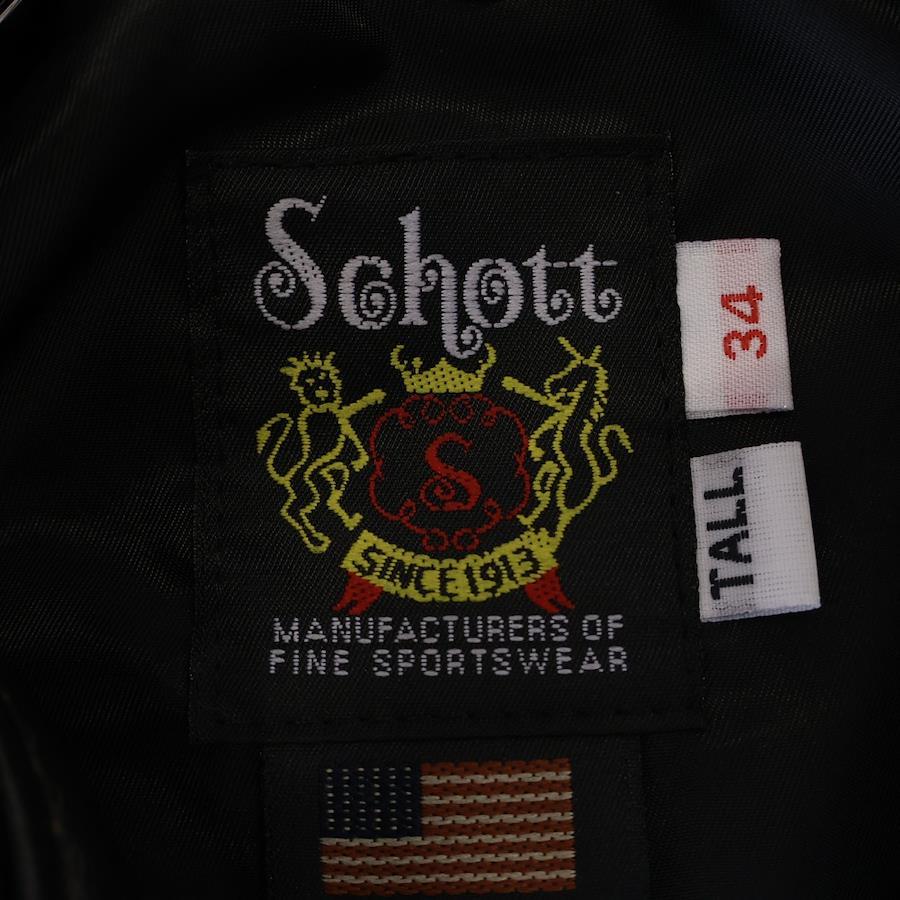 Schott
S
SINCE 1913
MANUFACTURERS OF
FINE SPORTSWEAR
34
TALL